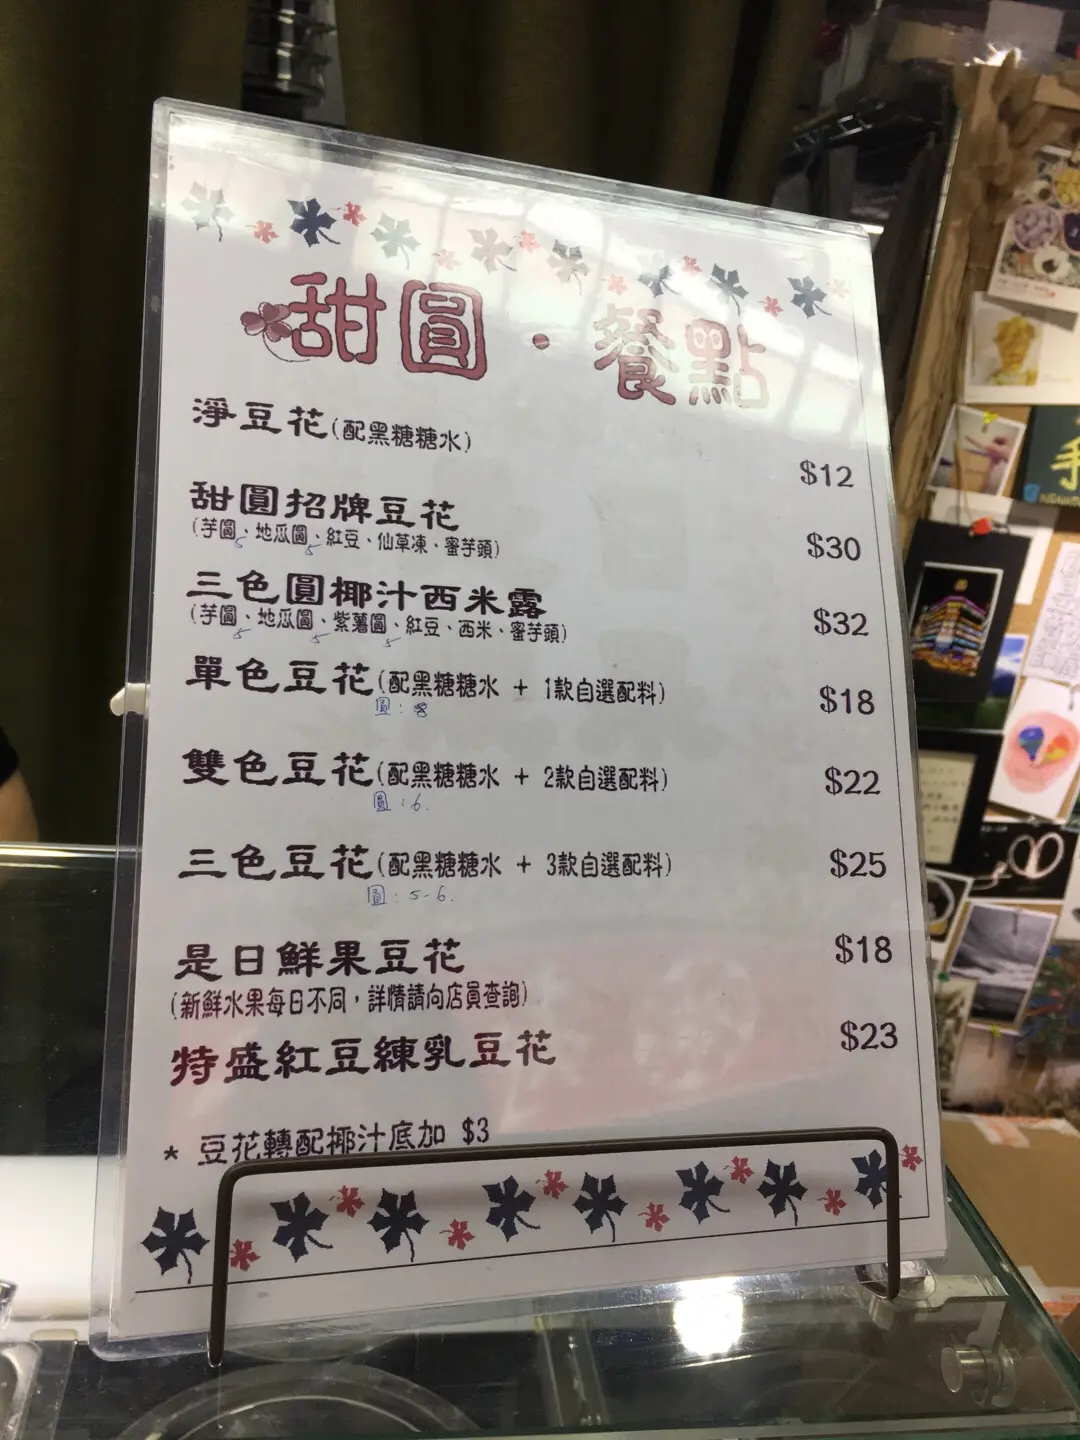 甜圓·餐點
淨豆花(配黑糖糖水) $12
甜圓招牌豆花 $30
(芋圓、地瓜圓、紅豆、仙草凍、蜜芋頭)
5 5
三色圓椰汁西米露 $32
(芋圓、地瓜圓、紫薯圓、紅豆、西米、蜜芋頭)
5 5 5
單色豆花(配黑糖糖水 + 1款自選配料) $18
圓: 8
雙色豆花(配黑糖糖水 + 2款自選配料) $22
圓: 6.
三色豆花(配黑糖糖水 + 3款自選配料) $25
圓: 5-6.
是日鮮果豆花 $18
(新鮮水果每日不同,詳情請向店員查詢)
特盛紅豆練乳豆花 $23
* 豆花轉配椰汁底加 $3
手